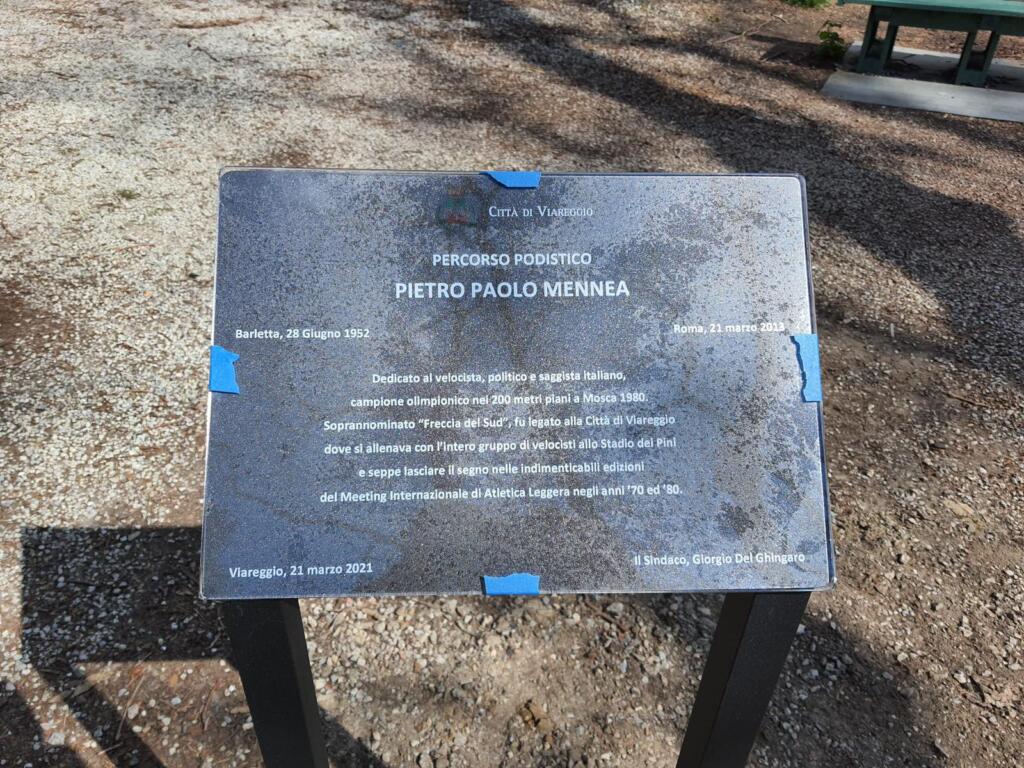 CITTÀ DI VIAREGGIO
PERCORSO PODISTICO
PIETRO PAOLO MENNEA
Barletta, 28 Giugno 1952
Roma, 21 marzo 2013
Dedicato al velocista, politico e saggista italiano,
campione olimpionico nei 200 metri piani a Mosca 1980.
Soprannominato “Freccia del Sud”, fu legato alla Città di Viareggio
dove si allenava con l’intero gruppo di velocisti allo Stadio dei Pini
e seppe lasciare il segno nelle indimenticabili edizioni
del Meeting Internazionale di Atletica Leggera negli anni ’70 ed ’80.
Viareggio, 21 marzo 2021
Il Sindaco, Giorgio Del Ghingaro